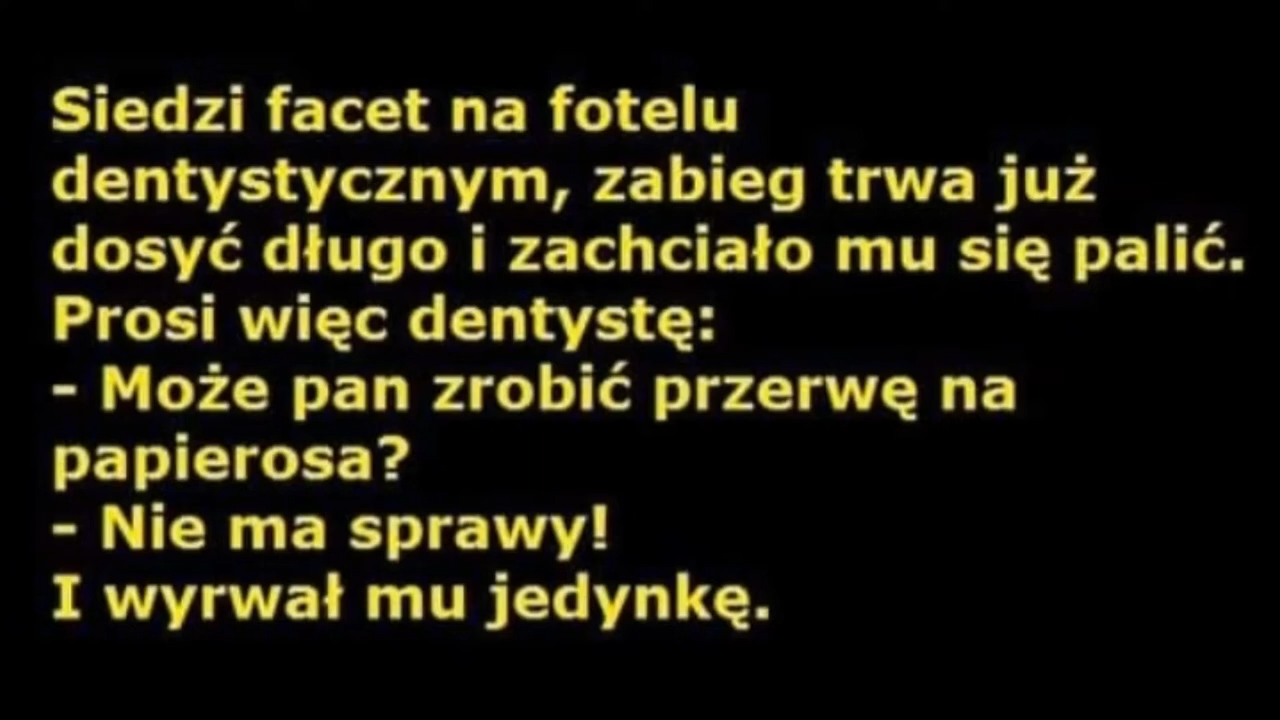 Siedzi facet na fotelu
dentystycznym, zabieg trwa już
dosyć długo i zachciało mu się palić.
Prosi więc dentystę:
- Może pan zrobić przerwę na
papierosa?
- Nie ma sprawy!
I wyrwał mu jedynkę.